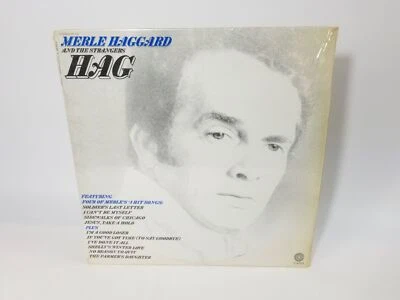 MERLE HAGGARD
AND THE STRANGERS
HAG
FEATURING:
FOUR OF MERLE'S #1 HIT SONGS:
SOLDIER'S LAST LETTER
I CAN'T BE MYSELF
SIDEWALKS OF CHICAGO
JESUS, TAKE A HOLD
PLUS
I'M A GOOD LOSER
IF YOU'VE GOT TIME (TO SAY GOODBYE)
I'VE DONE IT ALL
SHELLY'S WINTER LOVE
NO REASON TO QUIT
THE FARMER'S DAUGHTER